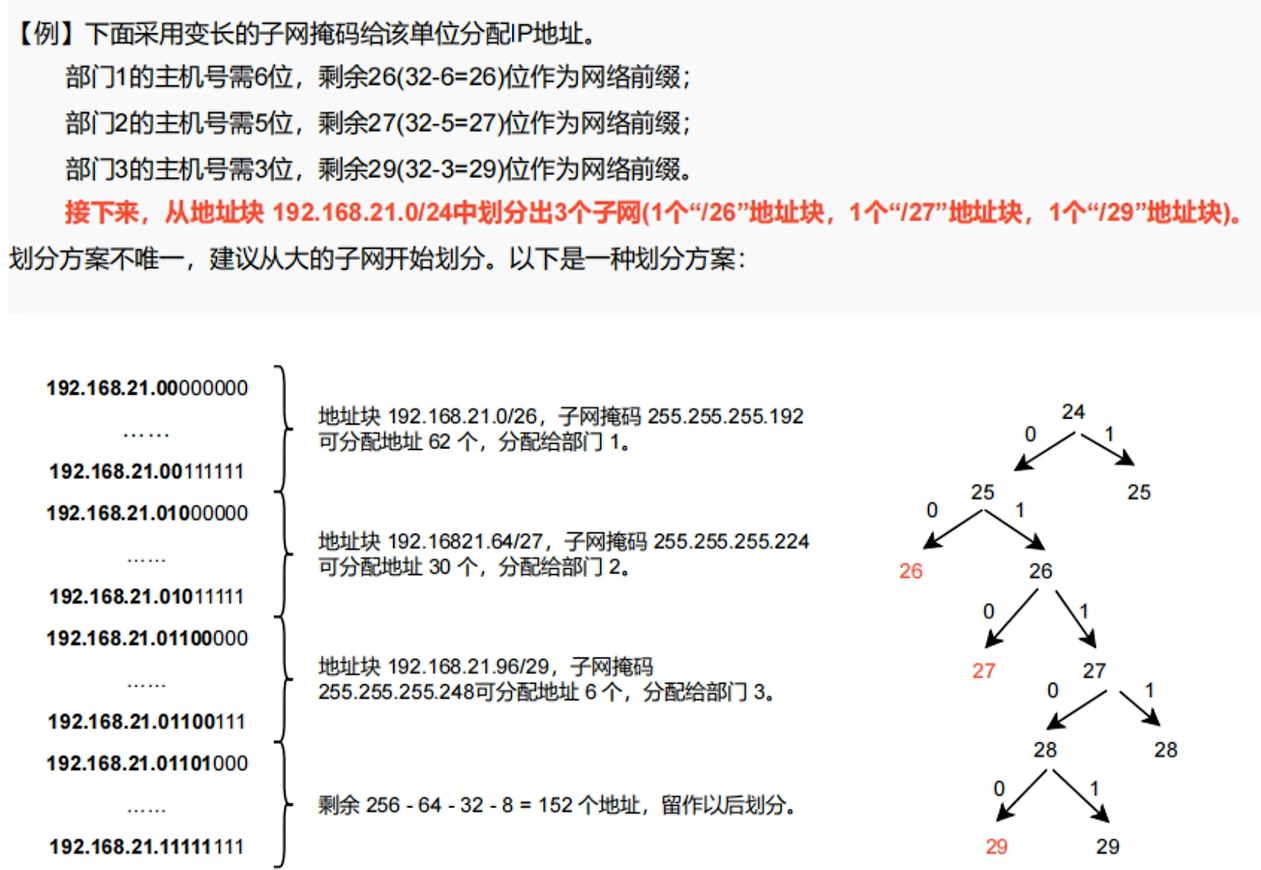 【例】下面采用变长的子网掩码给该单位分配IP地址。
部门1的主机号需6位，剩余26(32-6=26)位作为网络前缀；
部门2的主机号需5位，剩余27(32-5=27)位作为网络前缀；
部门3的主机号需3位，剩余29(32-3=29)位作为网络前缀。
接下来，从地址块 192.168.21.0/24中划分出3个子网(1个“/26”地址块，1个“/27”地址块，1个“/29”地址块)。
划分方案不唯一，建议从大的子网开始划分。以下是一种划分方案：
192.168.21.00000000
……
192.168.21.00111111
地址块 192.168.21.0/26，子网掩码 255.255.255.192
可分配地址 62 个，分配给部门 1。
192.168.21.01000000
……
192.168.21.01011111
地址块 192.16821.64/27，子网掩码 255.255.255.224
可分配地址 30 个，分配给部门 2。
192.168.21.01100000
……
192.168.21.01100111
地址块 192.168.21.96/29，子网掩码
255.255.255.248可分配地址 6 个，分配给部门 3。
192.168.21.01101000
……
192.168.21.11111111
剩余 256 - 64 - 32 - 8 = 152 个地址，留作以后划分。
24
0 1
25 25
0 1
26 26
0 1
27 27
0 1
28 28
0 1
29 29